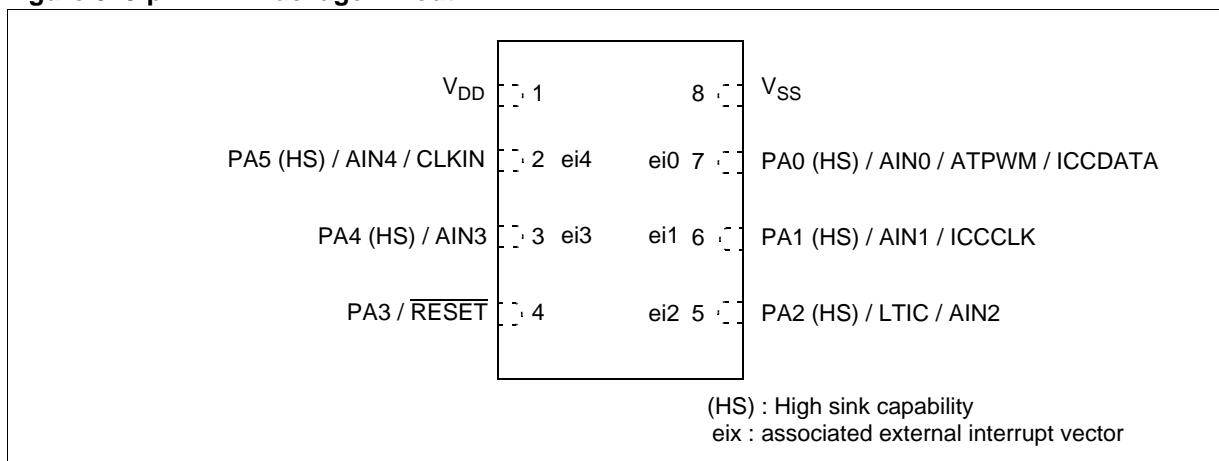 V_DD 1 8 V_SS
PA5 (HS) / AIN4 / CLKIN 2 ei4 ei0 7 PA0 (HS) / AIN0 / ATPWM / ICCDATA
PA4 (HS) / AIN3 3 ei3 ei1 6 PA1 (HS) / AIN1 / ICCCLK
PA3 / RESET 4 ei2 5 PA2 (HS) / LTIC / AIN2
(HS) : High sink capability
eix : associated external interrupt vector